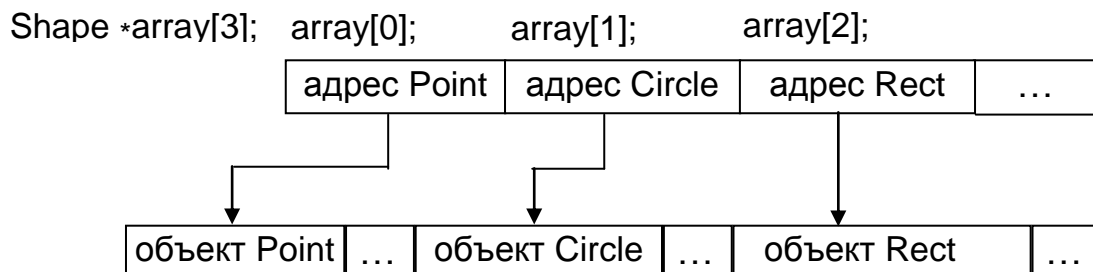 Shape *array[3]; array[0]; array[1]; array[2];
адрес Point адрес Circle адрес Rect …
объект Point … объект Circle … объект Rect …